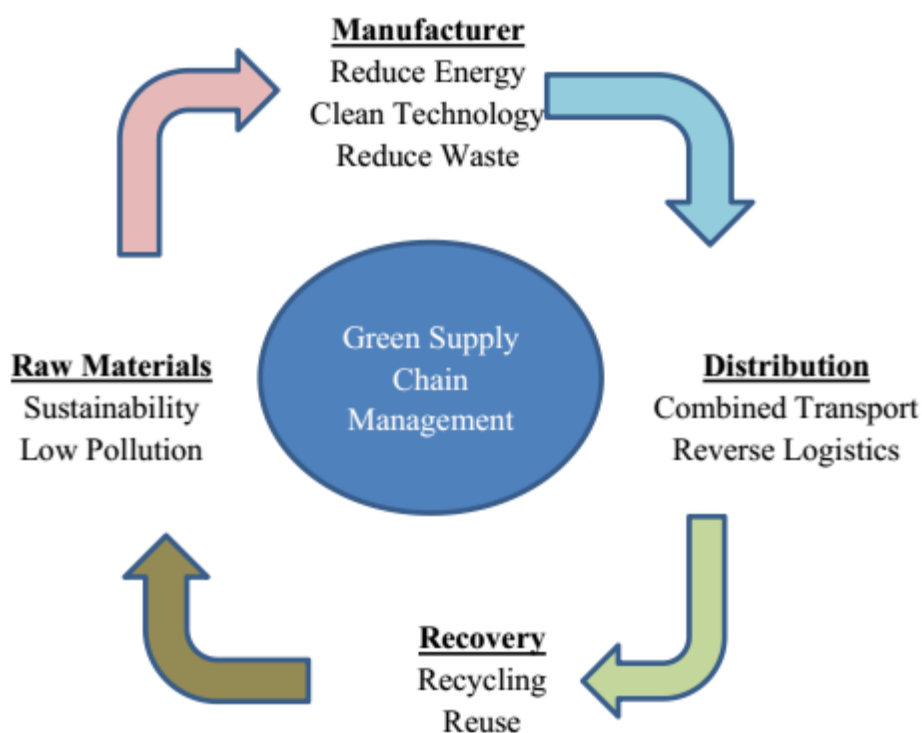 Manufacturer
Reduce Energy
Clean Technology
Reduce Waste
Green Supply
Chain
Management
Raw Materials
Sustainability
Low Pollution
Distribution
Combined Transport
Reverse Logistics
Recovery
Recycling
Reuse